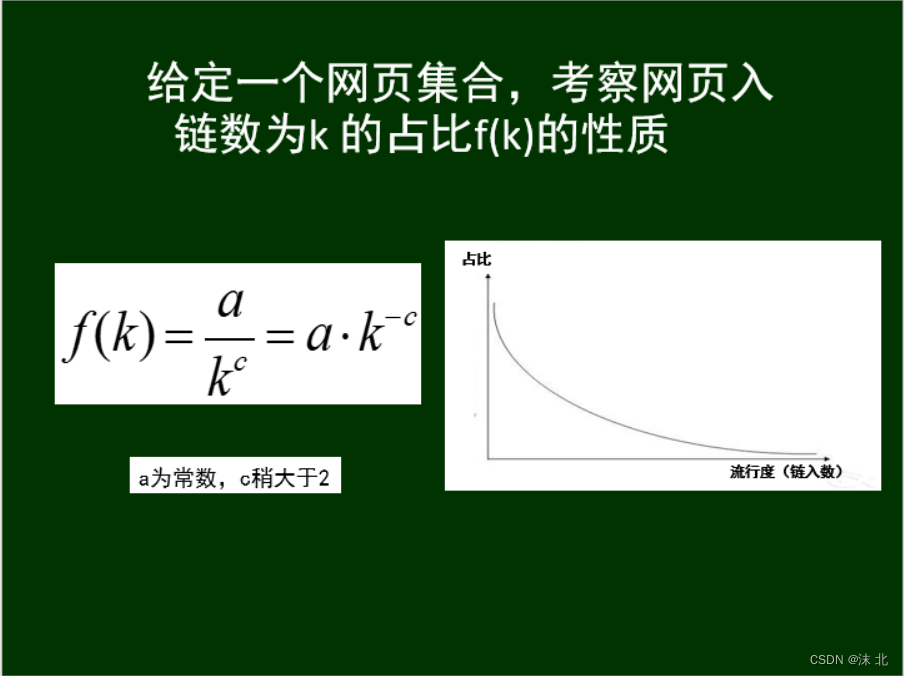 给定一个网页集合，考察网页入
链数为k 的占比f(k)的性质
f(k) = a/k^c = a·k^−c
占比
流行度（链入数）
a为常数，c稍大于2
CSDN @沫 北